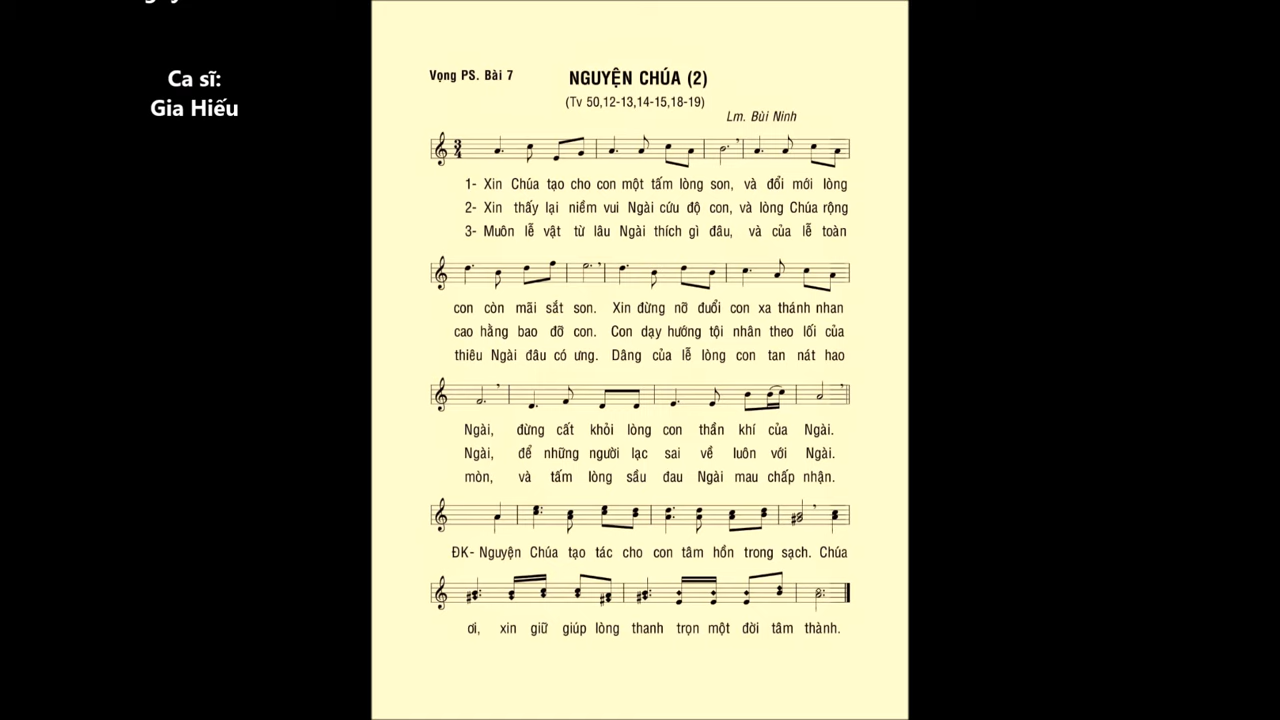 Ca sĩ:
Gia Hiếu
Vọng PS. Bài 7
NGUYỆN CHÚA (2)
(Tv 50,12-13,14-15,18-19)
Lm. Bùi Ninh
3
4
1- Xin Chúa tạo cho con một tấm lòng son, và đổi mới lòng
2- Xin thấy lại niềm vui Ngài cứu độ con, và lòng Chúa rộng
3- Muôn lễ vật từ lâu Ngài thích gì đâu, và của lễ toàn
con còn mãi sắt son. Xin đừng nỡ đuổi con xa thánh nhan
cao hằng bao đỡ con. Con dạy hướng tội nhân theo lối của
thiêu Ngài đâu có ưng. Dâng của lễ lòng con tan nát hao
Ngài, đừng cất khỏi lòng con thần khí của Ngài.
Ngài, để những người lạc sai về luôn với Ngài.
mòn, và tấm lòng sầu đau Ngài mau chấp nhận.
ĐK- Nguyện Chúa tạo tác cho con tâm hồn trong sạch. Chúa
ơi, xin giữ giúp lòng thanh trọn một đời tâm thành.